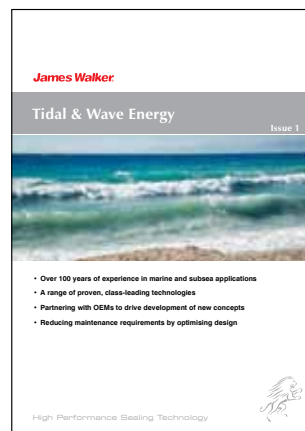 James Walker
Tidal & Wave Energy
Issue 1
• Over 100 years of experience in marine and subsea applications
• A range of proven, class-leading technologies
• Partnering with OEMs to drive development of new concepts
• Reducing maintenance requirements by optimising design
High Performance Sealing Technology